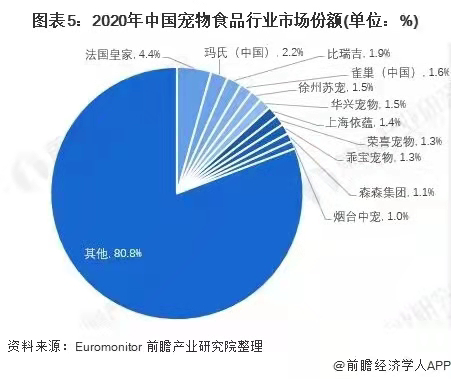 图表5：2020年中国宠物食品行业市场份额(单位：%)
法国皇家, 4.4%
玛氏（中国）, 2.2%
比瑞吉, 1.9%
雀巢（中国）, 1.6%
徐州苏宠, 1.5%
华兴宠物, 1.5%
上海依蕴, 1.4%
荣喜宠物, 1.3%
乖宝宠物, 1.3%
森森集团, 1.1%
烟台中宠, 1.0%
其他, 80.8%
资料来源：Euromonitor 前瞻产业研究院整理
@前瞻经济学人APP